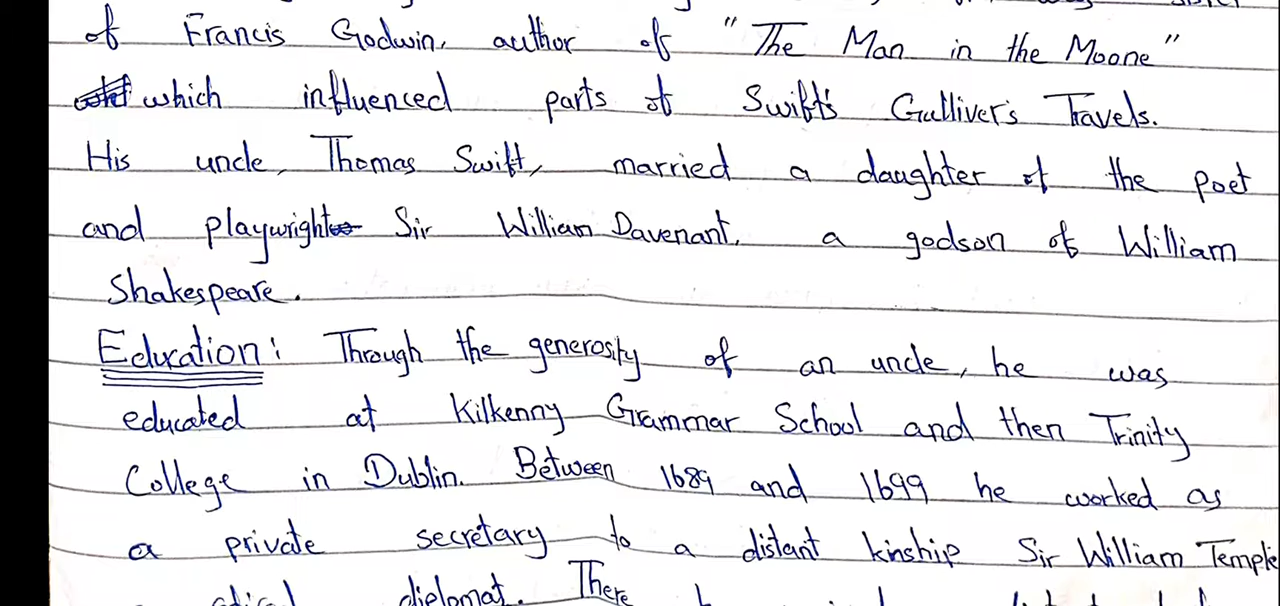 of Francis Godwin, author of "The Man in the Moone"
which influenced parts of Swift's Gulliver's Travels.
His uncle, Thomas Swift, married a daughter of the poet
and playwright Sir William Davenant, a godson of William
Shakespeare.
Education: Through the generosity of an uncle, he was
educated at Kilkenny Grammar School and then Trinity
College in Dublin. Between 1689 and 1699 he worked as
a private secretary to a distant kinship Sir William Temple
diplomat. There